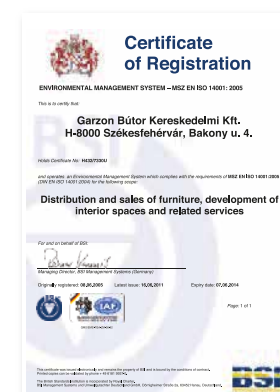 Certificate
of Registration
ENVIRONMENTAL MANAGEMENT SYSTEM – MSZ EN ISO 14001: 2005
This is to certify that:
Garzon Bútor Kereskedelmi Kft.
H-8000 Székesfehérvár, Bakony u. 4.
Holds Certificate No: H432/7330U
and operates an Environmental Management System which complies with the requirements of MSZ EN ISO 14001:2005
(DIN EN ISO 14001:2004) for the following scope:
Distribution and sales of furniture, development of
interior spaces and related services
For and on behalf of BSI:
Managing Director, BSI Management Systems (Germany)
Originally registered: 08,06,2005 Latest issue: 16,06,2011 Expiry date: 07,06,2014
Page: 1 of 1
IAF
BSI